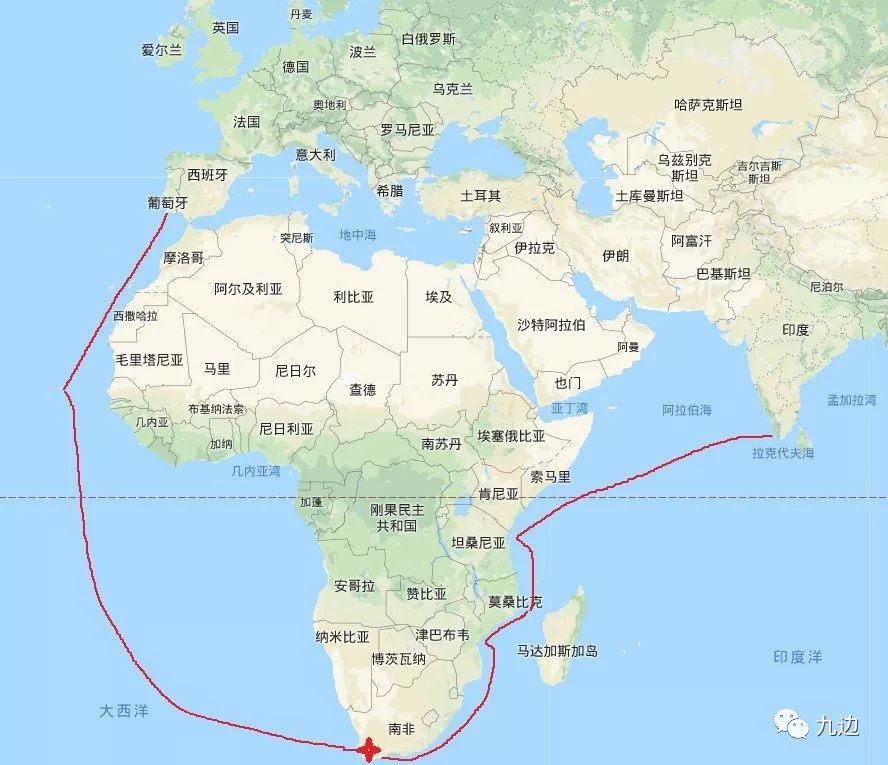 丹麦
英国
白俄罗斯
爱尔兰
波兰
德国
乌克兰
奥地利
哈萨克斯坦
法国
罗马尼亚
意大利
乌兹别克
斯坦
吉尔吉斯
斯坦
西班牙
希腊
土耳其
土库曼斯坦
葡萄牙
叙利亚
突尼斯
地中海
伊拉克
阿富汗
摩洛哥
伊朗
巴基斯坦
阿尔及利亚
利比亚
埃及
尼泊尔
西撒哈拉
沙特阿拉伯
印度
毛里塔尼亚
马里
尼日尔
阿曼
查德
苏丹
也门
布基纳法索
亚丁湾
阿拉伯海
孟加拉湾
几内亚
加纳
尼日利亚
南苏丹
埃塞俄比亚
拉克代夫海
几内亚湾
索马里
加蓬
肯尼亚
刚果民主
共和国
坦桑尼亚
安哥拉
赞比亚
莫桑比克
纳米比亚
津巴布韦
博茨瓦纳
马达加斯加岛
印度洋
大西洋
南非
九边